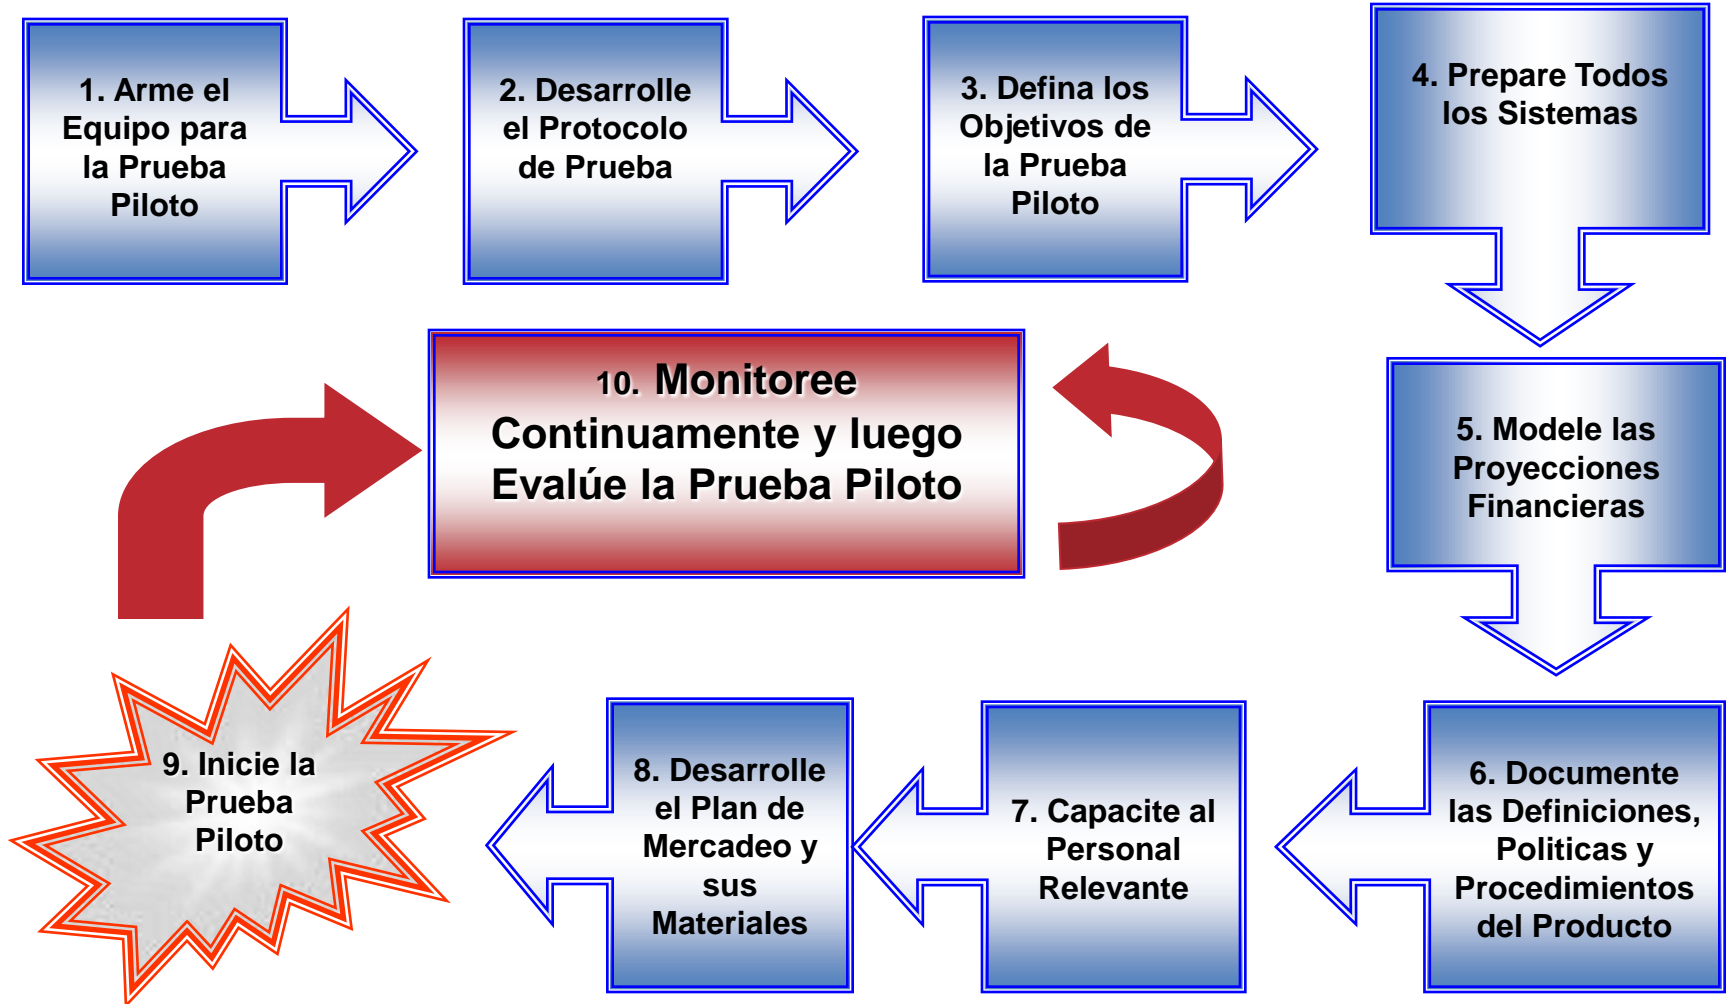 1. Arme el
Equipo para
la Prueba
Piloto
2. Desarrolle
el Protocolo
de Prueba
3. Defina los
Objetivos de
la Prueba
Piloto
4. Prepare Todos
los Sistemas
5. Modele las
Proyecciones
Financieras
6. Documente
las Definiciones,
Politicas y
Procedimientos
del Producto
7. Capacite al
Personal
Relevante
8. Desarrolle
el Plan de
Mercadeo y
sus
Materiales
9. Inicie la
Prueba
Piloto
10. Monitoree
Continuamente y luego
Evalúe la Prueba Piloto